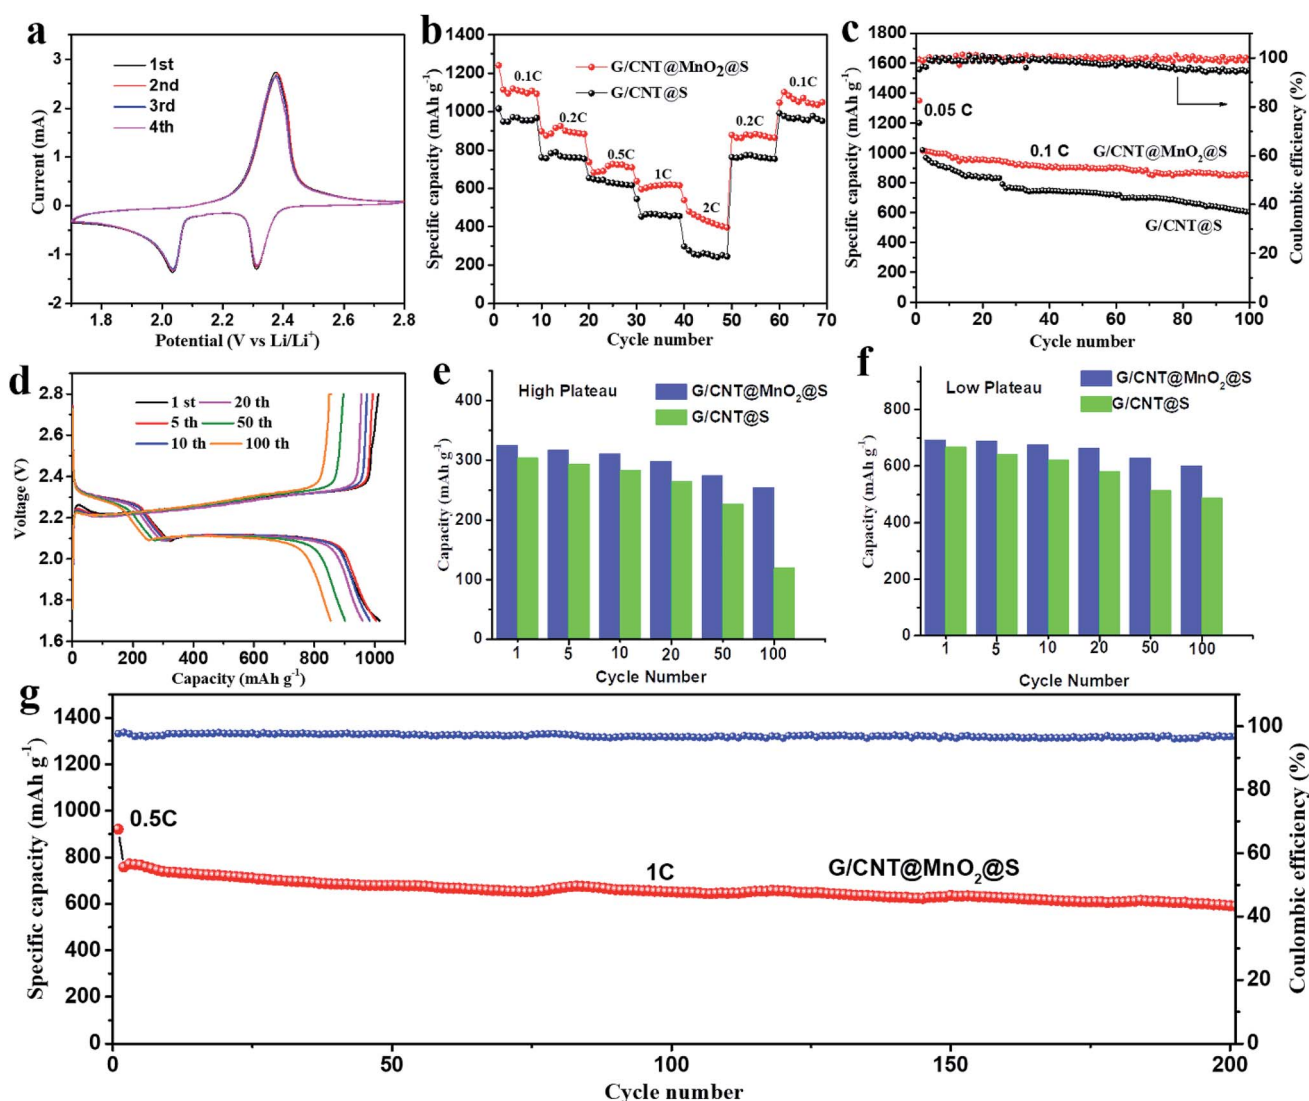 a
1st
2nd
3rd
4th
Current (mA)
3
2
1
0
-1
-2
1.8 2.0 2.2 2.4 2.6 2.8
Potential (V vs Li/Li+)
b
G/CNT@MnO2@S
G/CNT@S
0.1C
0.2C
0.5C
1C
2C
0.2C
0.1C
Specific capacity (mAh g-1)
1400
1200
1000
800
600
400
200
0
0 10 20 30 40 50 60 70
Cycle number
c
0.05 C
0.1 C
G/CNT@MnO2@S
G/CNT@S
Specific capacity (mAh g-1)
1800
1600
1400
1200
1000
800
600
400
200
0
0 20 40 60 80 100
Cycle number
Coulombic efficiency (%)
100
80
60
40
20
0
d
1 st
5 th
10 th
20 th
50 th
100 th
Voltage (V)
2.8
2.6
2.4
2.2
2.0
1.8
1.6
0 200 400 600 800 1000
Capacity (mAh g-1)
e
High Plateau
G/CNT@MnO2@S
G/CNT@S
Capacity (mAh g-1)
400
300
200
100
0
1 5 10 20 50 100
Cycle Number
f
Low Plateau
G/CNT@MnO2@S
G/CNT@S
Capacity (mAh g-1)
900
750
600
450
300
150
0
1 5 10 20 50 100
Cycle Number
g
0.5C
1C
G/CNT@MnO2@S
Specific capacity (mAh g-1)
1400
1200
1000
800
600
400
200
0
0 50 100 150 200
Cycle number
Coulombic efficiency (%)
100
80
60
40
20
0